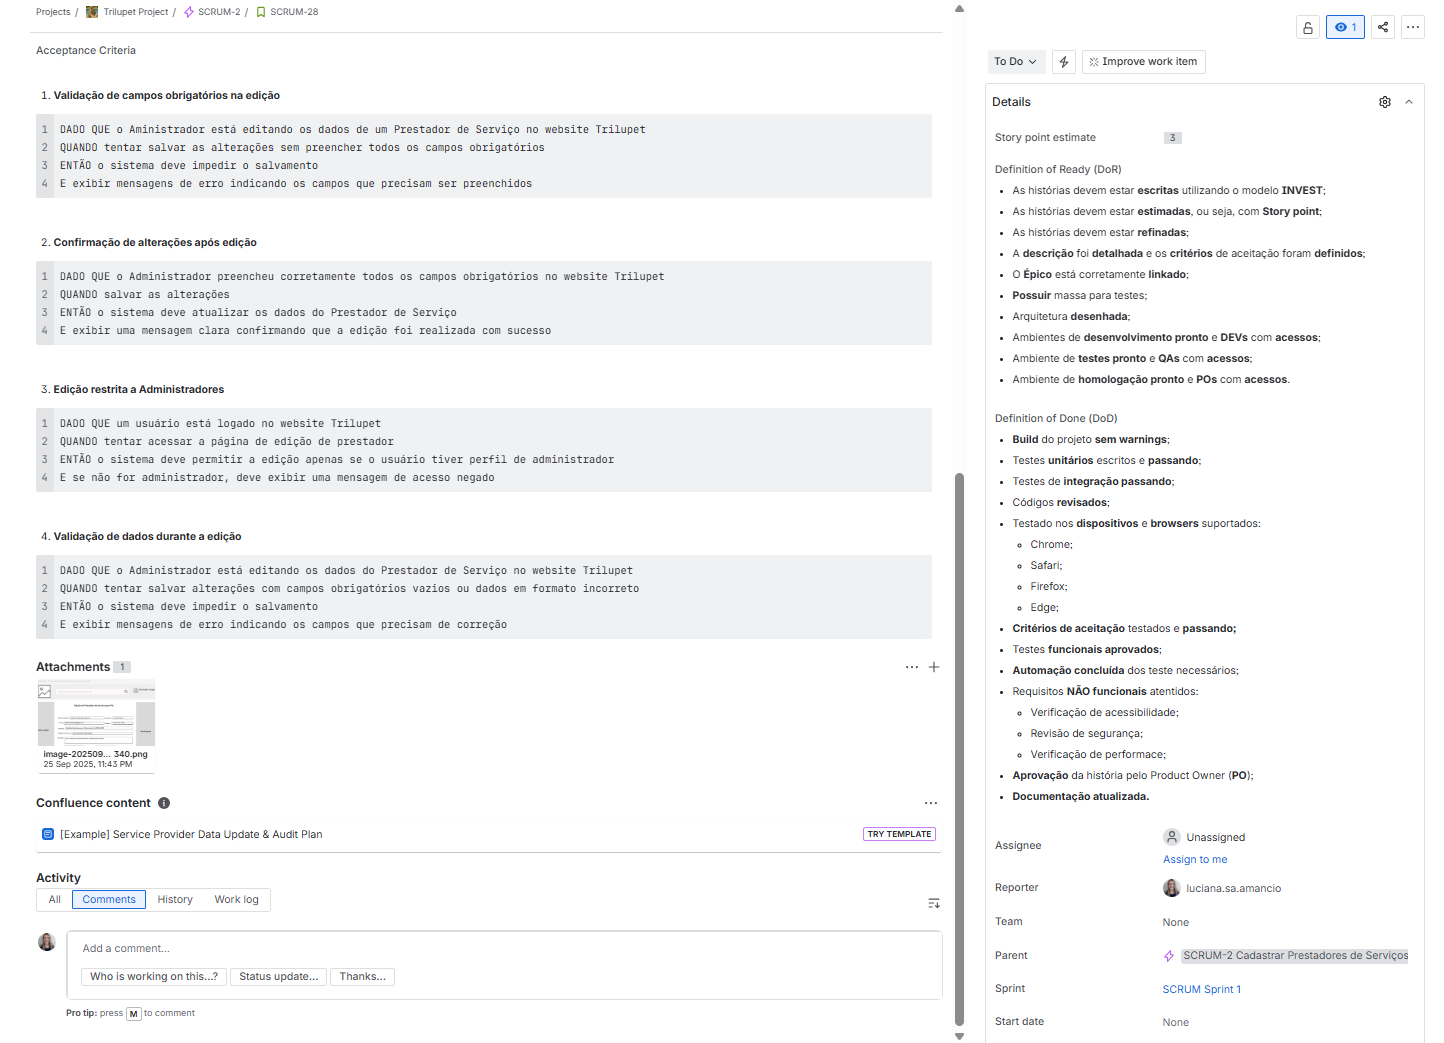 Projects / Trilupet Project / SCRUM-2 / SCRUM-28
Acceptance Criteria
1. Validação de campos obrigatórios na edição
1 DADO QUE o Aministrador está editando os dados de um Prestador de Serviço no website Trilupet
2 QUANDO tentar salvar as alterações sem preencher todos os campos obrigatórios
3 ENTÃO o sistema deve impedir o salvamento
4 E exibir mensagens de erro indicando os campos que precisam ser preenchidos
2. Confirmação de alterações após edição
1 DADO QUE o Administrador preencheu corretamente todos os campos obrigatórios no website Trilupet
2 QUANDO salvar as alterações
3 ENTÃO o sistema deve atualizar os dados do Prestador de Serviço
4 E exibir uma mensagem clara confirmando que a edição foi realizada com sucesso
3. Edição restrita a Administradores
1 DADO QUE um usuário está logado no website Trilupet
2 QUANDO tentar acessar a página de edição de prestador
3 ENTÃO o sistema deve permitir a edição apenas se o usuário tiver perfil de administrador
4 E se não for administrador, deve exibir uma mensagem de acesso negado
4. Validação de dados durante a edição
1 DADO QUE o Administrador está editando os dados do Prestador de Serviço no website Trilupet
2 QUANDO tentar salvar alterações com campos obrigatórios vazios ou dados em formato incorreto
3 ENTÃO o sistema deve impedir o salvamento
4 E exibir mensagens de erro indicando os campos que precisam de correção
Attachments 1
image-202509... 340.png
25 Sep 2025, 11:43 PM
Confluence content
[Example] Service Provider Data Update & Audit Plan TRY TEMPLATE
Activity
All Comments History Work log
Add a comment...
Who is working on this...? Status update... Thanks...
Pro tip: press M to comment
1
To Do Improve work item
Details
Story point estimate 3
Definition of Ready (DoR)
• As histórias devem estar escritas utilizando o modelo INVEST;
• As histórias devem estar estimadas, ou seja, com Story point;
• As histórias devem estar refinadas;
• A descrição foi detalhada e os critérios de aceitação foram definidos;
• O Épico está corretamente linkado;
• Possuir massa para testes;
• Arquitetura desenhada;
• Ambientes de desenvolvimento pronto e DEVs com acessos;
• Ambiente de testes pronto e QAs com acessos;
• Ambiente de homologação pronto e POs com acessos.
Definition of Done (DoD)
• Build do projeto sem warnings;
• Testes unitários escritos e passando;
• Testes de integração passando;
• Códigos revisados;
• Testado nos dispositivos e browsers suportados:
Chrome;
Safari;
Firefox;
Edge;
• Critérios de aceitação testados e passando;
• Testes funcionais aprovados;
• Automação concluída dos teste necessários;
• Requisitos NÃO funcionais atentidos:
Verificação de acessibilidade;
Revisão de segurança;
Verificação de performace;
• Aprovação da história pelo Product Owner (PO);
• Documentação atualizada.
Assignee Unassigned
Assign to me
Reporter luciana.sa.amancio
Team None
Parent SCRUM-2 Cadastrar Prestadores de Serviços
Sprint SCRUM Sprint 1
Start date None